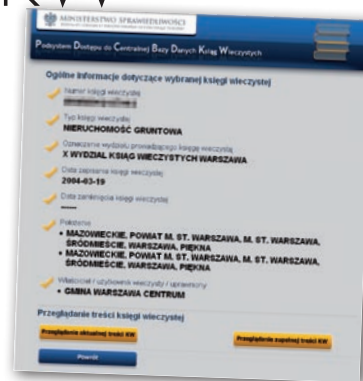 MINISTERSTWO SPRAWIEDLIWOŚCI
Podsystem Dostępu do Centralnej Bazy Danych Ksiąg Wieczystych
Ogólne informacje dotyczące wybranej księgi wieczystej
Numer księgi wieczystej
Typ księgi wieczystej
NIERUCHOMOŚĆ GRUNTOWA
Oznaczenie wydziału prowadzącego księgę wieczystą
X WYDZIAŁ KSIĄG WIECZYSTYCH WARSZAWA
Data zapisania księgi wieczystej
2004-03-19
Data zamknięcia księgi wieczystej
Położenie
• MAZOWIECKIE, POWIAT M. ST. WARSZAWA, M. ST. WARSZAWA,
ŚRÓDMIEŚCIE, WARSZAWA, PIĘKNA
• MAZOWIECKIE, POWIAT M. ST. WARSZAWA, M. ST. WARSZAWA,
ŚRÓDMIEŚCIE, WARSZAWA, PIĘKNA
Właściciel / użytkownik wieczysty / uprawniony
• GMINA WARSZAWA CENTRUM
Przeglądanie treści księgi wieczystej
Przeglądanie aktualnej treści KW
Przeglądanie zupełnej treści KW
Powrót